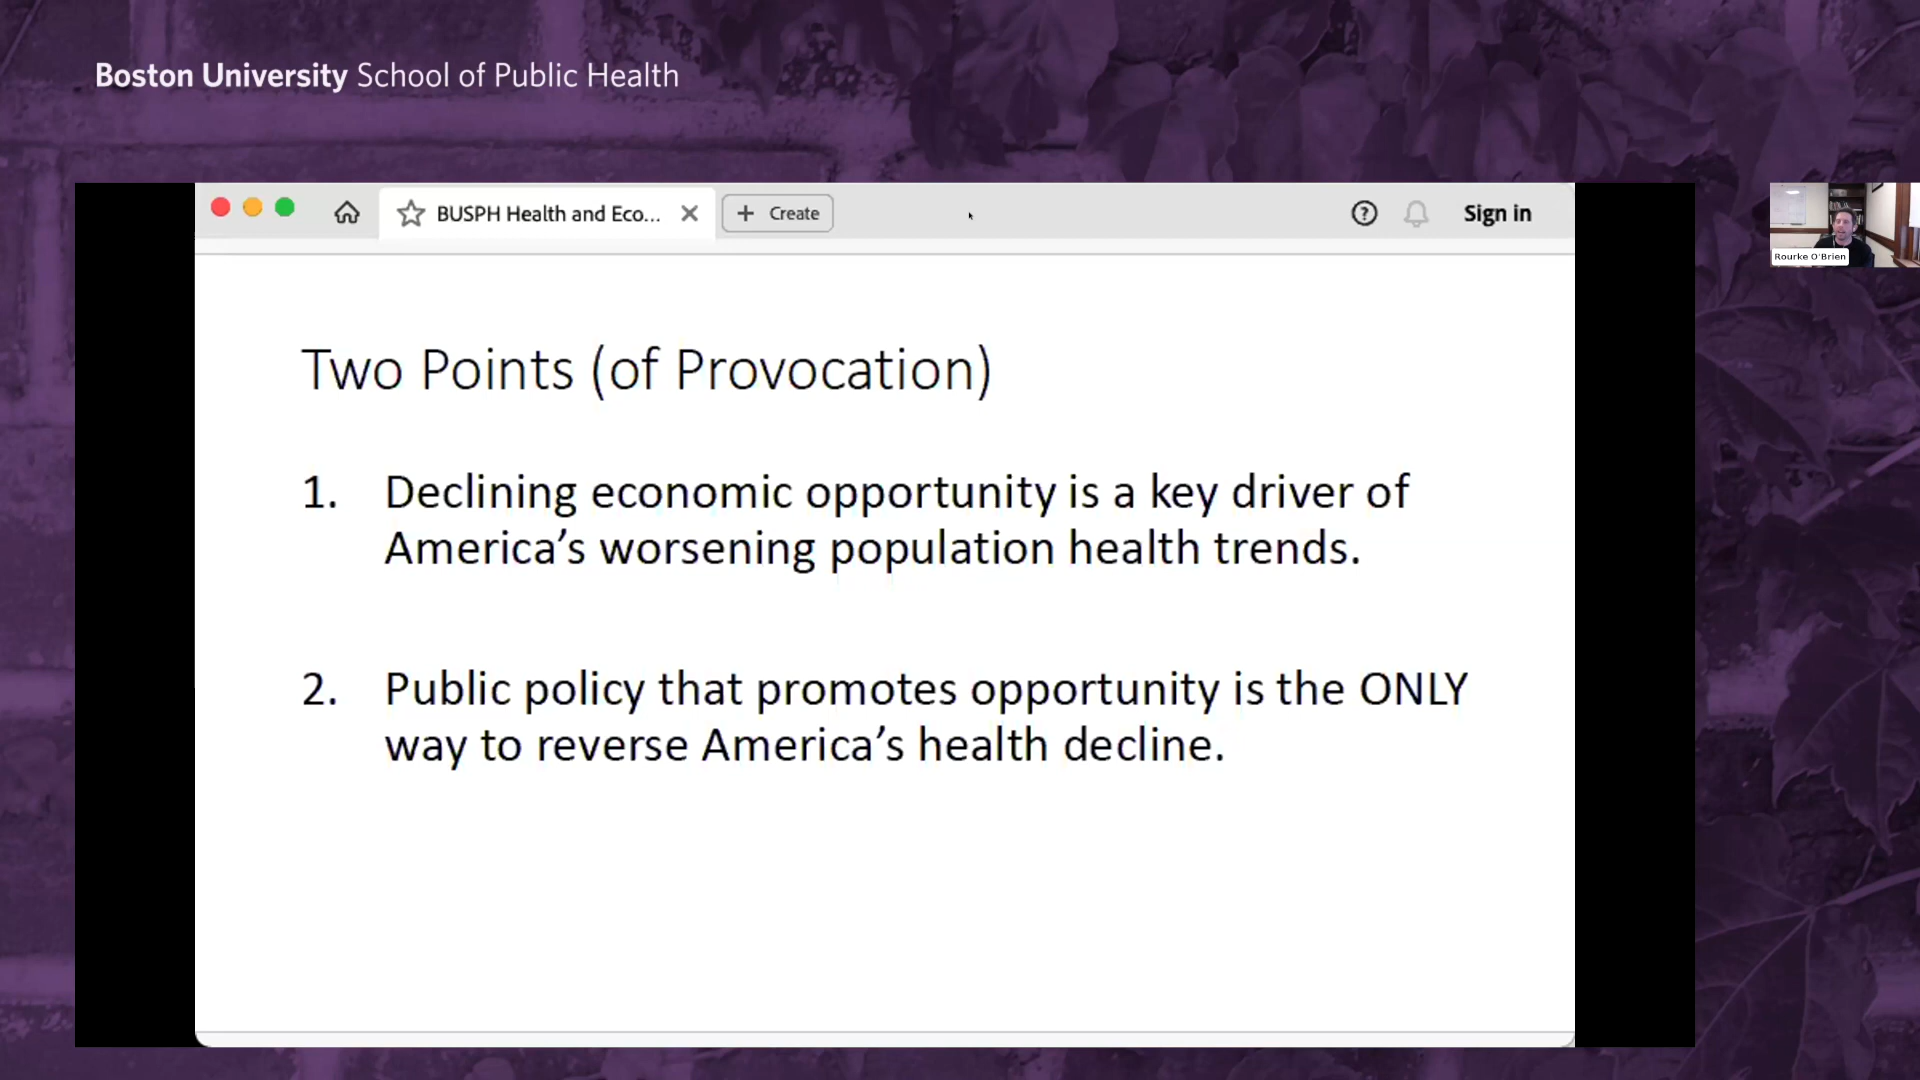 Boston University School of Public Health
BUSPH Health and Eco...
Create
Sign in
Rourke O'Brien
Two Points (of Provocation)
1. Declining economic opportunity is a key driver of
America’s worsening population health trends.
2. Public policy that promotes opportunity is the ONLY
way to reverse America’s health decline.